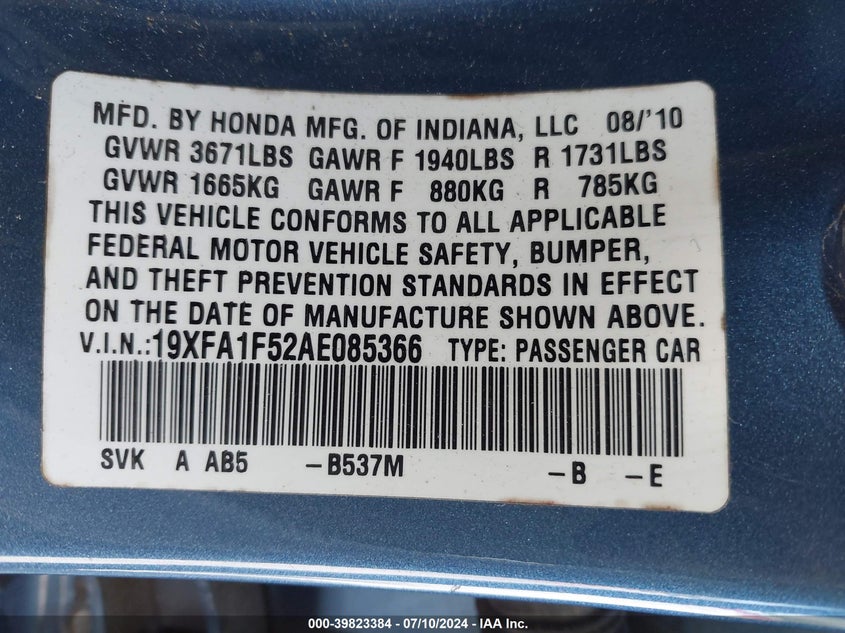 MFD. BY HONDA MFG. OF INDIANA, LLC 08/'10
GVWR 3671LBS GAWR F 1940LBS R 1731LBS
GVWR 1665KG GAWR F 880KG R 785KG
THIS VEHICLE CONFORMS TO ALL APPLICABLE
FEDERAL MOTOR VEHICLE SAFETY, BUMPER,
AND THEFT PREVENTION STANDARDS IN EFFECT
ON THE DATE OF MANUFACTURE SHOWN ABOVE.
V.I.N.:19XFA1F52AE085366 TYPE: PASSENGER CAR
SVK A AB5 -B537M -B -E
000-39823384 - 07/10/2024 - IAA Inc.